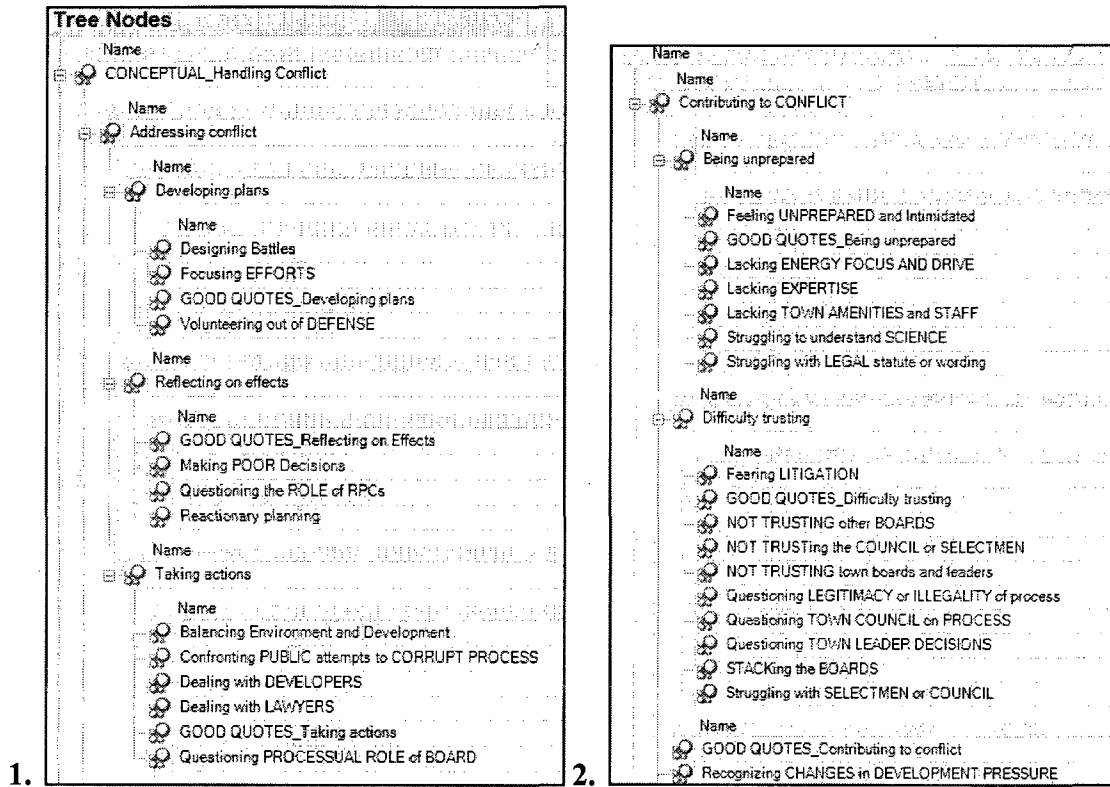 Tree Nodes
Name
CONCEPTUAL_Handling Conflict
Name
Addressing conflict
Name
Developing plans
Name
Designing Battles
Focusing EFFORTS
GOOD QUOTES_Developing plans
Volunteering out of DEFENSE
Name
Reflecting on effects
Name
GOOD QUOTES_Reflecting on Effects
Making POOR Decisions
Questioning the ROLE of RPCs
Reactionary planning
Name
Taking actions
Name
Balancing Environment and Development
Confronting PUBLIC attempts to CORRUPT PROCESS
Dealing with DEVELOPERS
Dealing with LAWYERS
GOOD QUOTES_Taking actions
Questioning PROCESSUAL ROLE of BOARD
1.
Name
Name
Contributing to CONFLICT
Name
Being unprepared
Name
Feeling UNPREPARED and Intimidated
GOOD QUOTES_Being unprepared
Lacking ENERGY FOCUS AND DRIVE
Lacking EXPERTISE
Lacking TOWN AMENITIES and STAFF
Struggling to understand SCIENCE
Struggling with LEGAL statute or wording
Name
Difficulty trusting
Name
Fearing LITIGATION
GOOD QUOTES_Difficulty trusting
NOT TRUSTING other BOARDS
NOT TRUSTing the COUNCIL or SELECTMEN
NOT TRUSTING town boards and leaders
Questioning LEGITIMACY or ILLEGALITY of process
Questioning TOWN COUNCIL on PROCESS
Questioning TOWN LEADER DECISIONS
STACKing the BOARDS
Struggling with SELECTMEN or COUNCIL
Name
GOOD QUOTES_Contributing to conflict
Recognizing CHANGES in DEVELOPMENT PRESSURE
2.